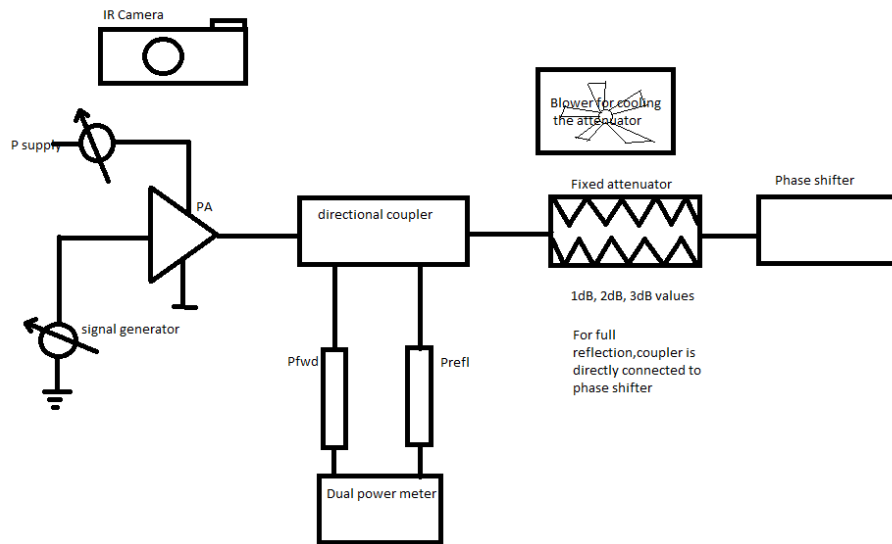 IR Camera
P supply
PA
signal generator
directional coupler
Pfwd
Prefl
Dual power meter
Blower for cooling
the attenuator
Fixed attenuator
Phase shifter
1dB, 2dB, 3dB values
For full
reflection,coupler is
directly connected to
phase shifter